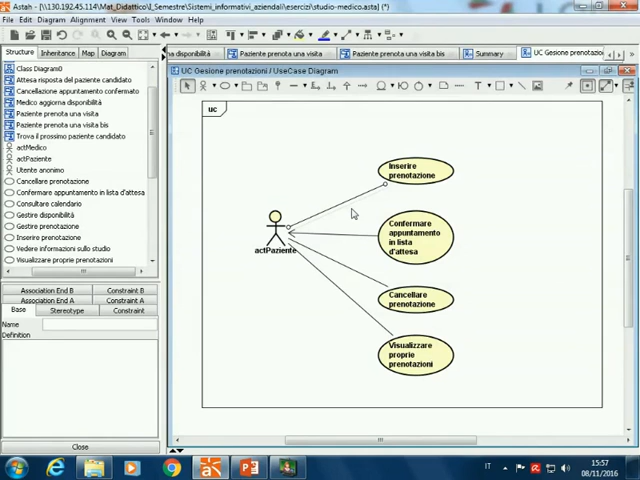 Astah - [\\130.192.45.114\Mat_Didattico\I_Semestre\Sistemi_informativi_aziendali\esercizi\studio-medico.asta] (*)
File Edit Diagram Alignment View Tools Window Help
Structure Inheritance Map Diagram
Class Diagram0
Attesa risposta del paziente candidato
Cancellazione appuntamento confermato
Medico aggiorna disponibilità
Paziente prenota una visita
Paziente prenota una visita bis
Trova il prossimo paziente candidato
actMedico
actPaziente
Utente anonimo
Cancellare prenotazione
Confermare appuntamento in lista d'attesa
Consultare calendario
Gestire disponibilità
Gestire prenotazione
Inserire prenotazione
Vedere informazioni sullo studio
Visualizzare proprie prenotazioni
Association End B Constraint B
Association End A Constraint A
Base Stereotype Constraint
Name
Definition
Close
na disponibilità Paziente prenota una visita Paziente prenota una visita bis Summary UC Gesione prenotazioni
UC Gesione prenotazioni / UseCase Diagram
T
uc
Inserire
prenotazione
Confermare
appuntamento
in lista
d'attesa
Cancellare
prenotazione
Visualizzare
proprie
prenotazioni
actPaziente
IT
15:57
08/11/2016